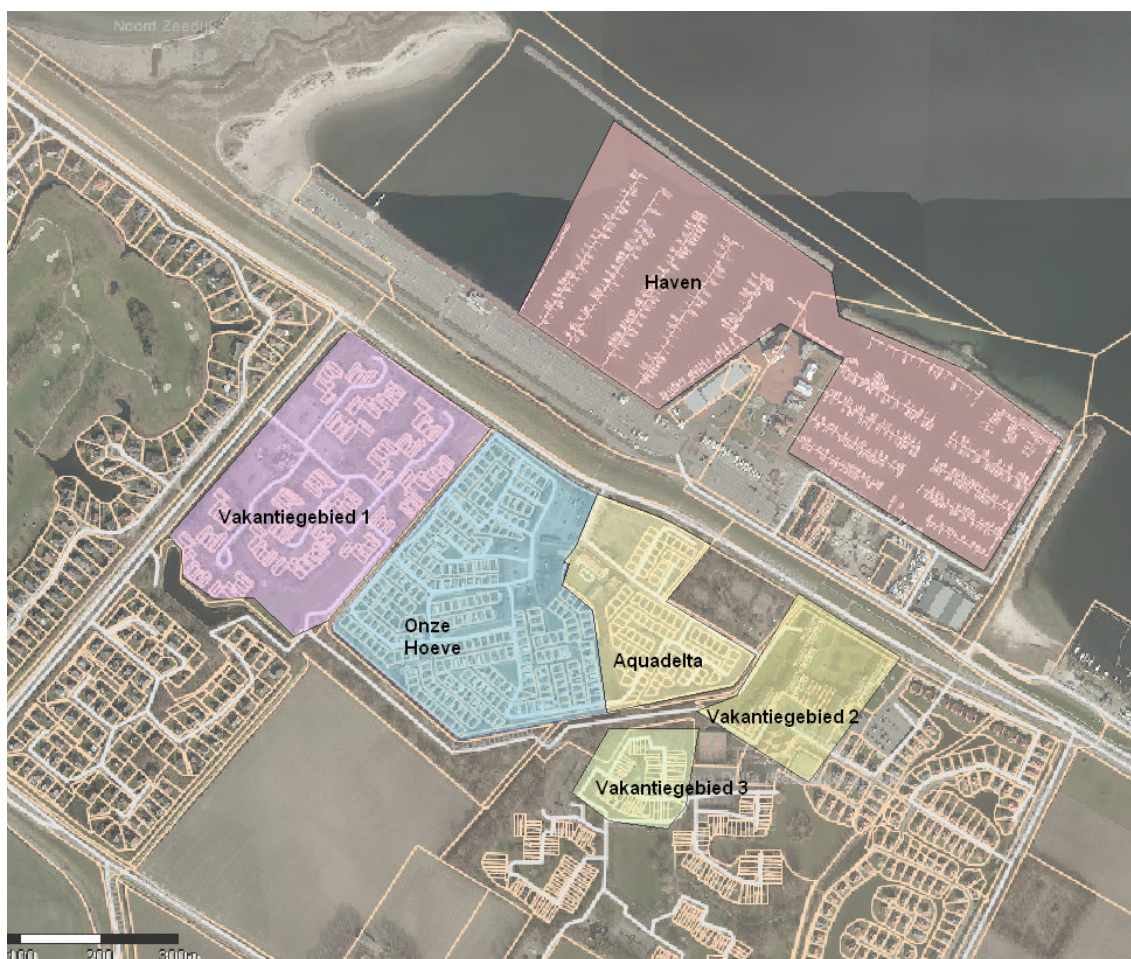 Noord Zeedijk
Haven
Vakantiegebied 1
Onze
Hoeve
Aquadelta
Vakantiegebied 2
Vakantiegebied 3
100 200 300m